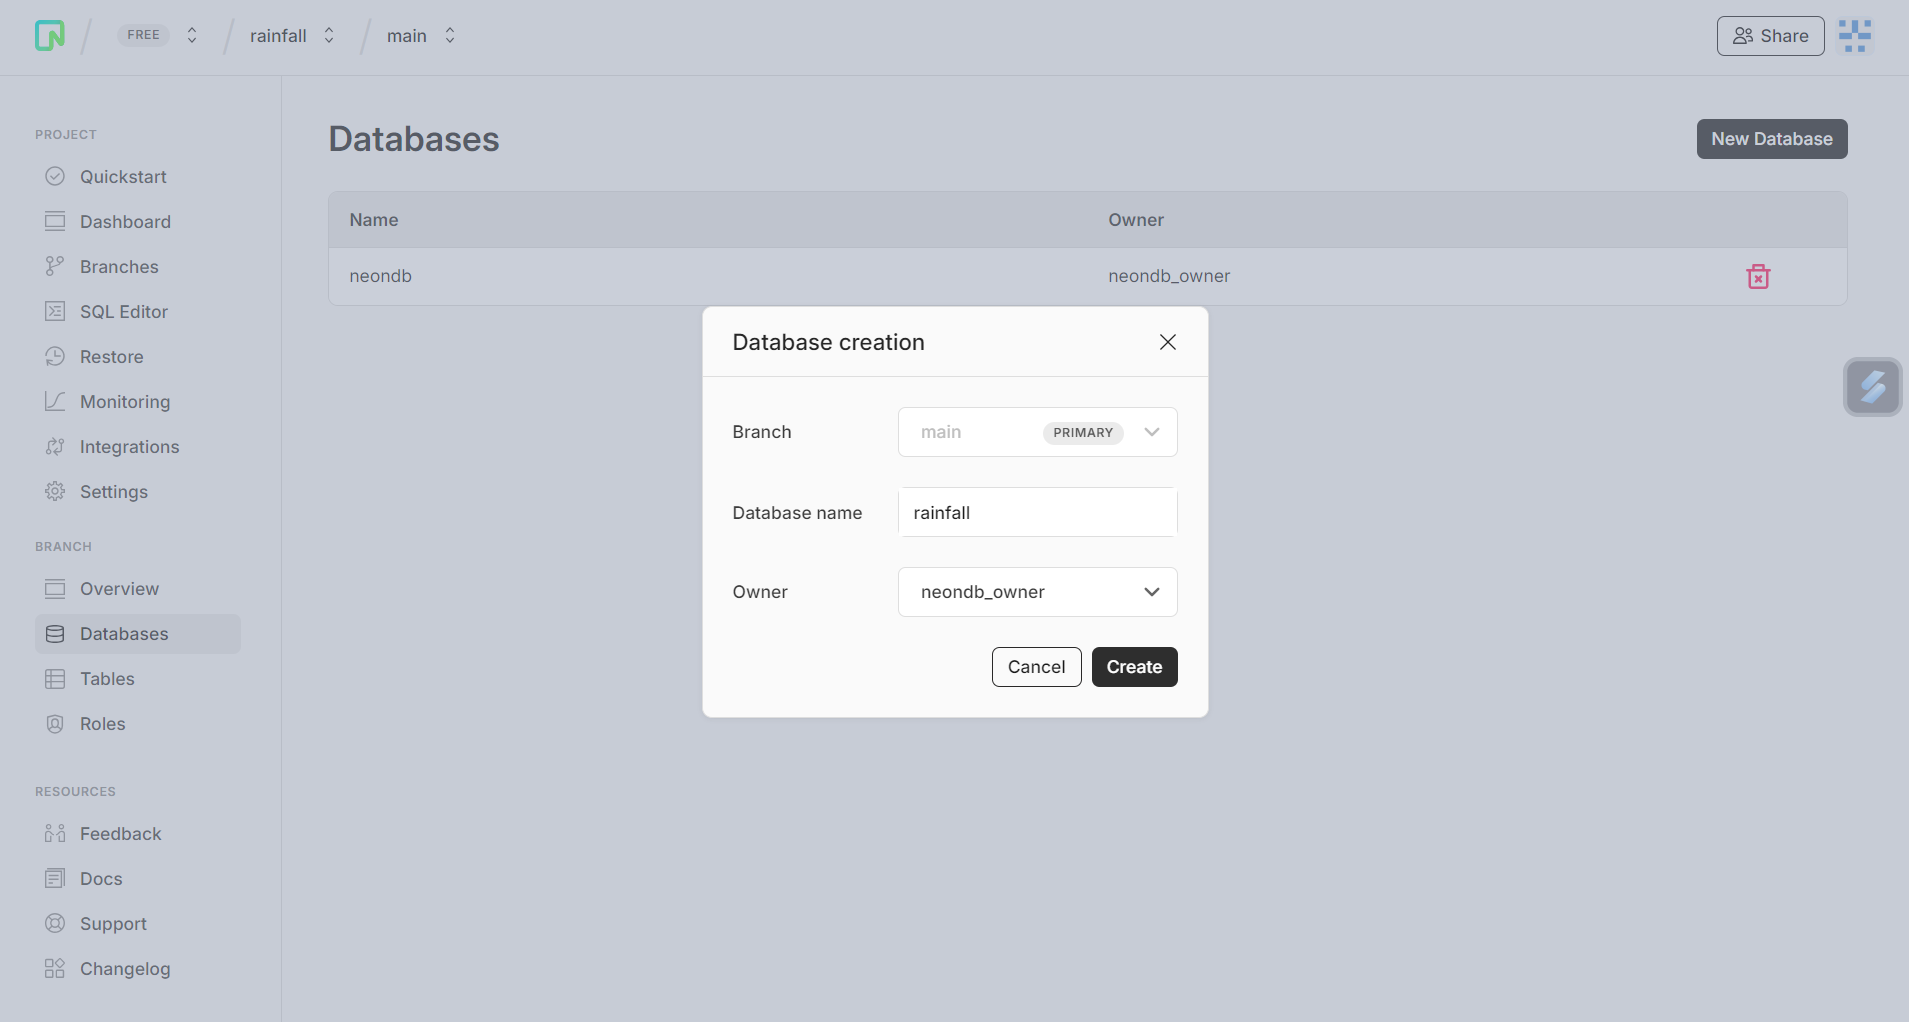 FREE
rainfall
main
Share
PROJECT
Quickstart
Dashboard
Branches
SQL Editor
Restore
Monitoring
Integrations
Settings
BRANCH
Overview
Databases
Tables
Roles
RESOURCES
Feedback
Docs
Support
Changelog
Databases
New Database
Name Owner
neondb neondb_owner
Database creation
Branch main PRIMARY
Database name rainfall
Owner neondb_owner
Cancel Create